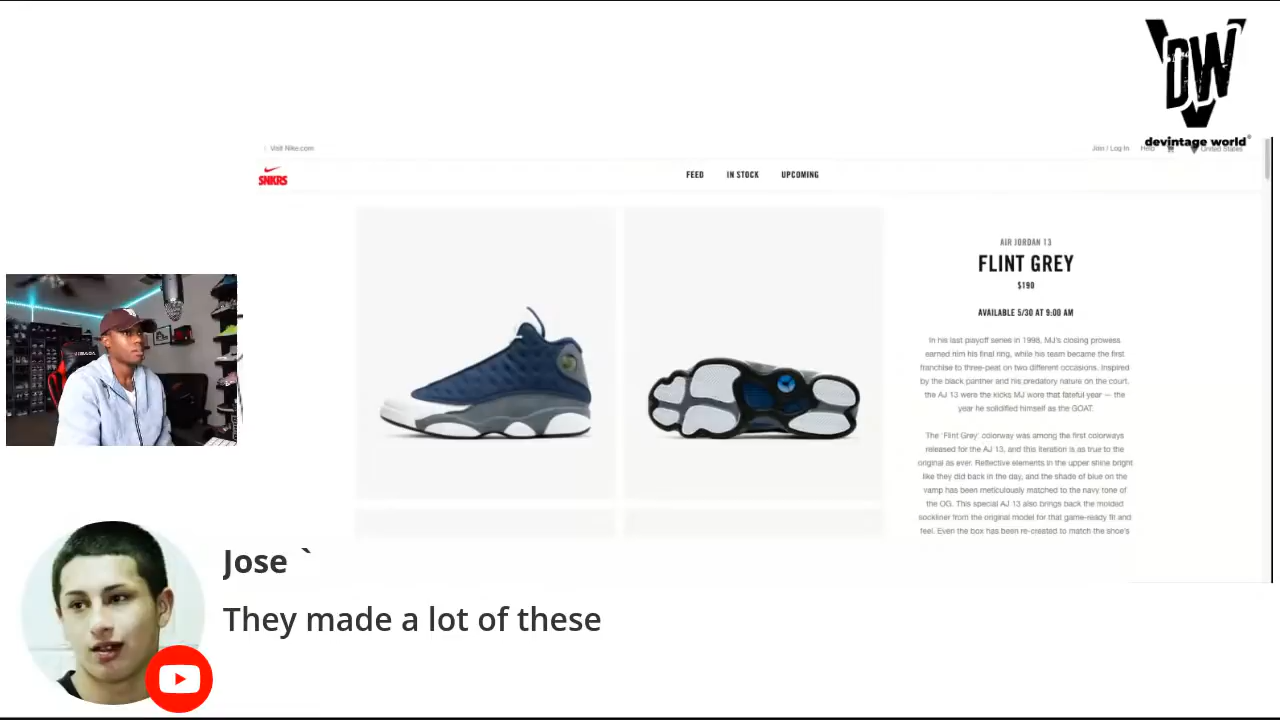 DW
devintage world®
Visit Nike.com
Join / Log In Help United States
SNKRS
FEED IN STOCK UPCOMING
AIR JORDAN 13
FLINT GREY
$190
AVAILABLE 5/30 AT 9:00 AM
In his last playoff series in 1998, MJ's closing prowess
earned him his final ring, while his team became the first
franchise to three-peat on two different occasions. Inspired
by the black panther and his predatory nature on the court,
the AJ 13 were the kicks MJ wore that fateful year — the
year he solidified himself as the GOAT.
The 'Flint Grey' colorway was among the first colorways
released for the AJ 13, and this iteration is as true to the
original as ever. Reflective elements in the upper shine bright
like they did back in the day, and the shade of blue on the
vamp has been meticulously matched to the navy tone of
the OG. This special AJ 13 also brings back the molded
sockliner from the original model for that game-ready fit and
feel. Even the box has been re-created to match the shoe's
Jose `
They made a lot of these